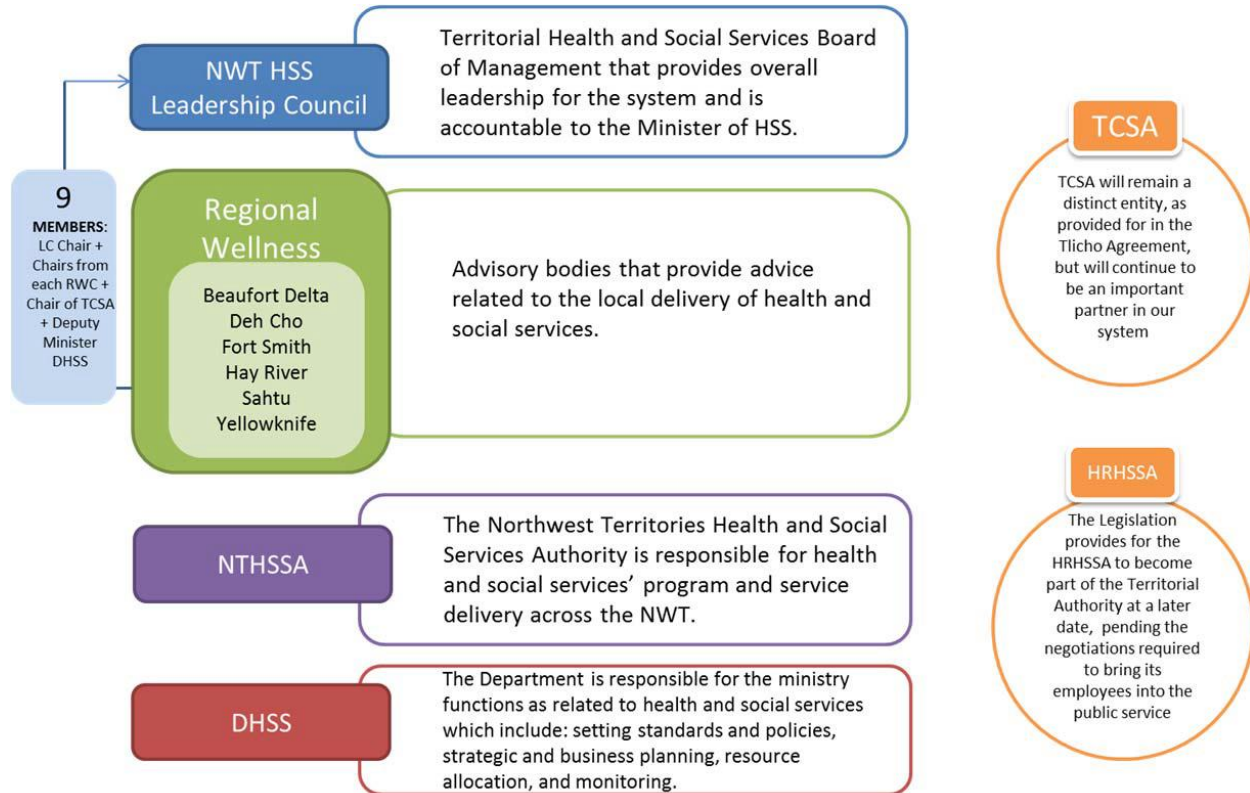 NWT HSS
Leadership Council
Territorial Health and Social Services Board
of Management that provides overall
leadership for the system and is
accountable to the Minister of HSS.
9
MEMBERS:
LC Chair +
Chairs from
each RWC +
Chair of TCSA
+ Deputy
Minister
DHSS
Regional
Wellness
Beaufort Delta
Deh Cho
Fort Smith
Hay River
Sahtu
Yellowknife
Advisory bodies that provide advice
related to the local delivery of health and
social services.
NTHSSA
The Northwest Territories Health and Social
Services Authority is responsible for health
and social services’ program and service
delivery across the NWT.
DHSS
The Department is responsible for the ministry
functions as related to health and social services
which include: setting standards and policies,
strategic and business planning, resource
allocation, and monitoring.
TCSA
TCSA will remain a
distinct entity, as
provided for in the
Tlicho Agreement,
but will continue to
be an important
partner in our
system
HRHSSA
The Legislation
provides for the
HRHSSA to become
part of the Territorial
Authority at a later
date, pending the
negotiations required
to bring its
employees into the
public service